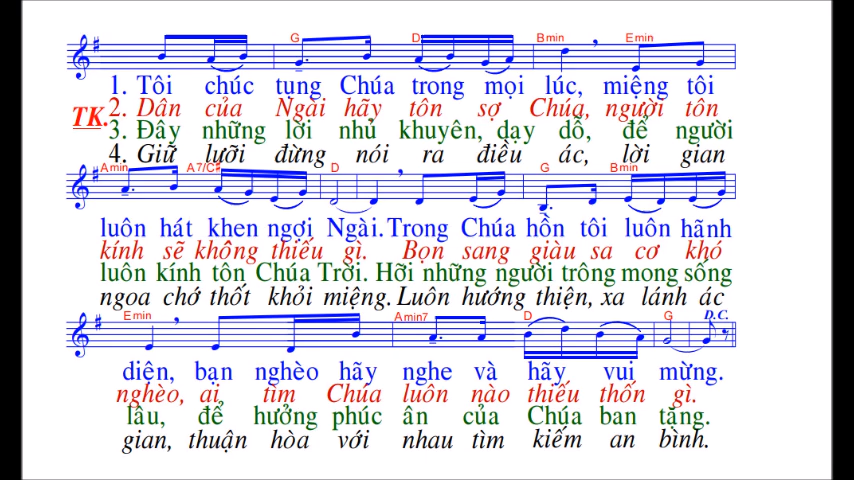 G D Bmin Emin
1. Tôi chúc tụng Chúa trong mọi lúc, miệng tôi
TK. 2. Dân của Ngài hãy tôn sợ Chúa, người tôn
3. Đây những lời nhủ khuyên, dạy dỗ, để người
4. Giữ lưỡi đừng nói ra điều ác, lời gian
Amin A7/C# D G Bmin
luôn hát khen ngợi Ngài. Trong Chúa hồn tôi luôn hãnh
kính sẽ không thiếu gì. Bọn sang giàu sa cơ khó
luôn kính tôn Chúa Trời. Hỡi những người trông mong sống
ngoa chớ thốt khỏi miệng. Luôn hướng thiện, xa lánh ác
Emin Amin7 D G D.C.
diện, bạn nghèo hãy nghe và hãy vui mừng.
nghèo, ai tìm Chúa luôn nào thiếu thốn gì.
lâu, để hưởng phúc ân của Chúa ban tặng.
gian, thuận hòa với nhau tìm kiếm an bình.